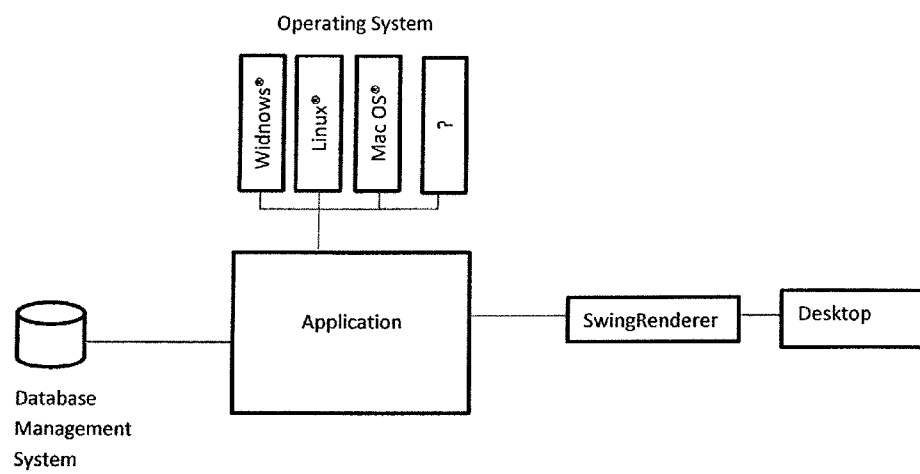 Operating System
Widnows®
Linux®
Mac OS®
?
Application
SwingRenderer
Desktop
Database
Management
System